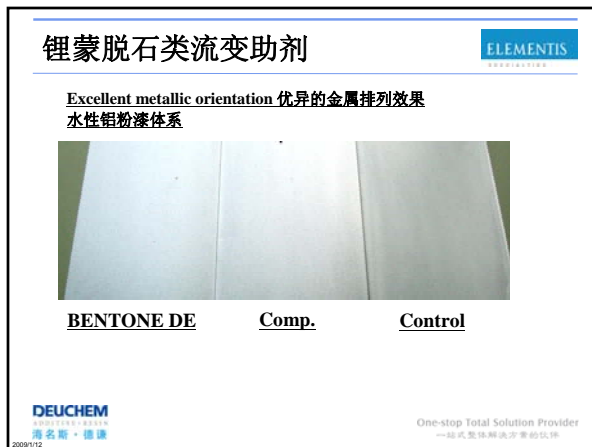 锂蒙脱石类流变助剂
ELEMENTIS
SPECIALTIES
Excellent metallic orientation 优异的金属排列效果
水性铝粉漆体系
BENTONE DE
Comp.
Control
DEUCHEM
ADDITIVE • RESIN
海名斯・德谦
2009/1/12
One-stop Total Solution Provider
一站式整体解决方案的伙伴